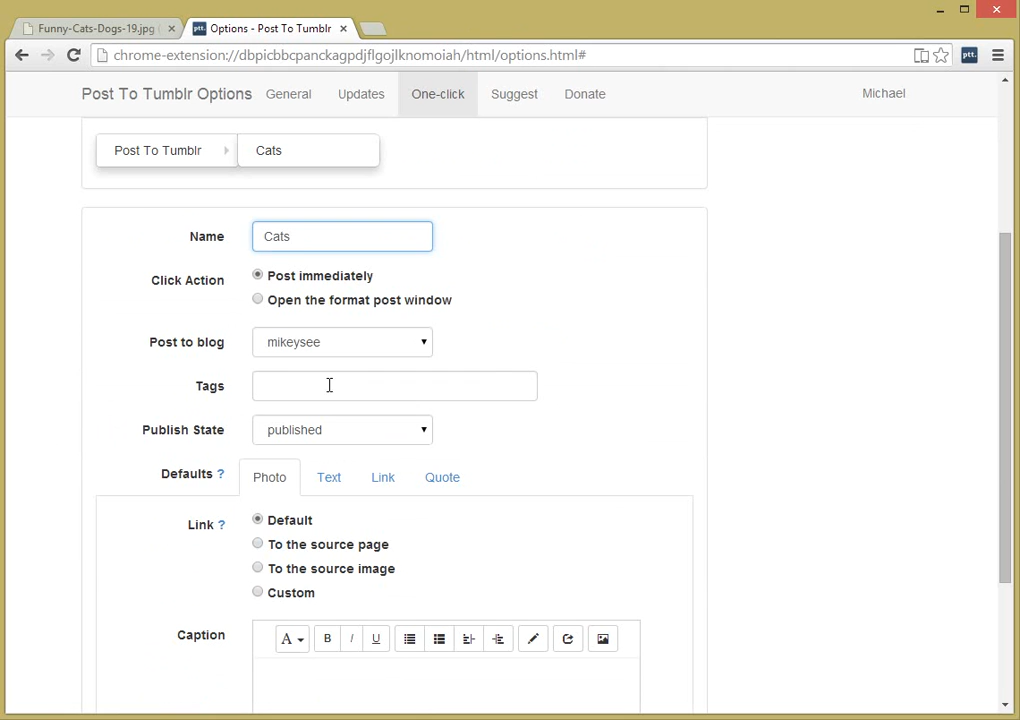 Funny-Cats-Dogs-19.jpg (
ptt. Options - Post To Tumblr
chrome-extension://dbpicbbcpanckagpdjflgojlknomoiah/html/options.html#
ptt.
Post To Tumblr Options General Updates One-click Suggest Donate Michael
Post To Tumblr Cats
Name Cats
Click Action Post immediately
Open the format post window
Post to blog mikeysee
Tags
Publish State published
Defaults ? Photo Text Link Quote
Link ? Default
To the source page
To the source image
Custom
Caption A B I U